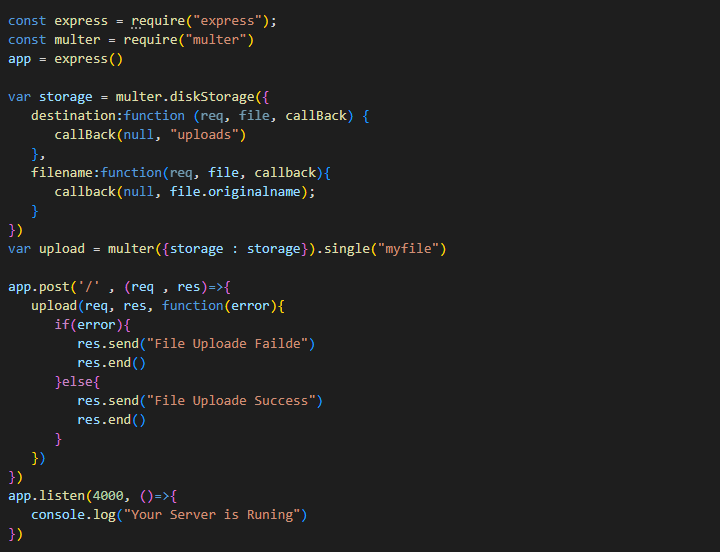 const express = require("express");
const multer = require("multer")
app = express()
var storage = multer.diskStorage({
destination:function (req, file, callBack) {
callBack(null, "uploads")
},
filename:function(req, file, callback){
callback(null, file.originalname);
}
})
var upload = multer({storage : storage}).single("myfile")
app.post('/' , (req , res)=>{
upload(req, res, function(error){
if(error){
res.send("File Uploade Failde")
res.end()
}else{
res.send("File Uploade Success")
res.end()
}
})
})
app.listen(4000, ()=>{
console.log("Your Server is Runing")
})